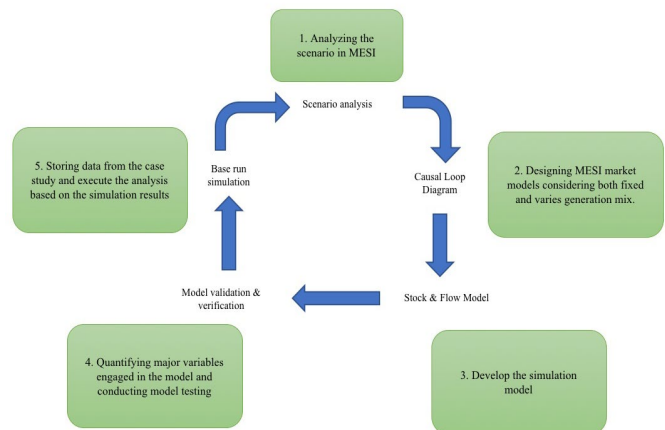 1. Analyzing the
scenario in MESI
Scenario analysis
5. Storing data from the case
study and execute the analysis
based on the simulation results
Base run
simulation
Causal Loop
Diagram
2. Designing MESI market
models considering both fixed
and varies generation mix.
Model validation &
verification
Stock & Flow Model
4. Quantifying major variables
engaged in the model and
conducting model testing
3. Develop the simulation
model